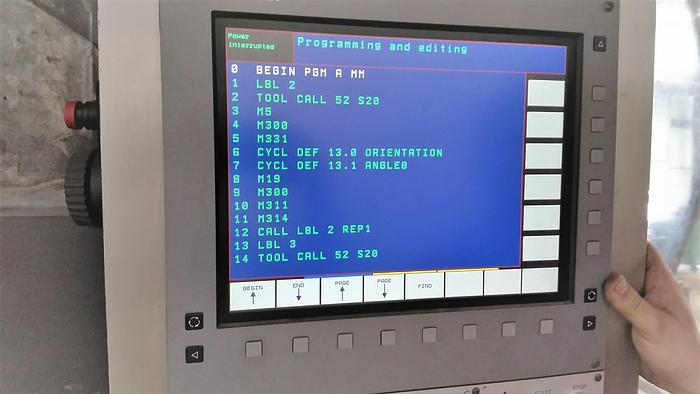 Power
interrupted
Programming and editing
0 BEGIN PGM A MM
1 LBL 2
2 TOOL CALL 52 S20
3 M5
4 M300
5 M331
6 CYCL DEF 13.0 ORIENTATION
7 CYCL DEF 13.1 ANGLE0
8 M19
9 M300
10 M311
11 M314
12 CALL LBL 2 REP1
13 LBL 3
14 TOOL CALL 52 S20
BEGIN
END
PAGE
PAGE
FIND
START
STOP